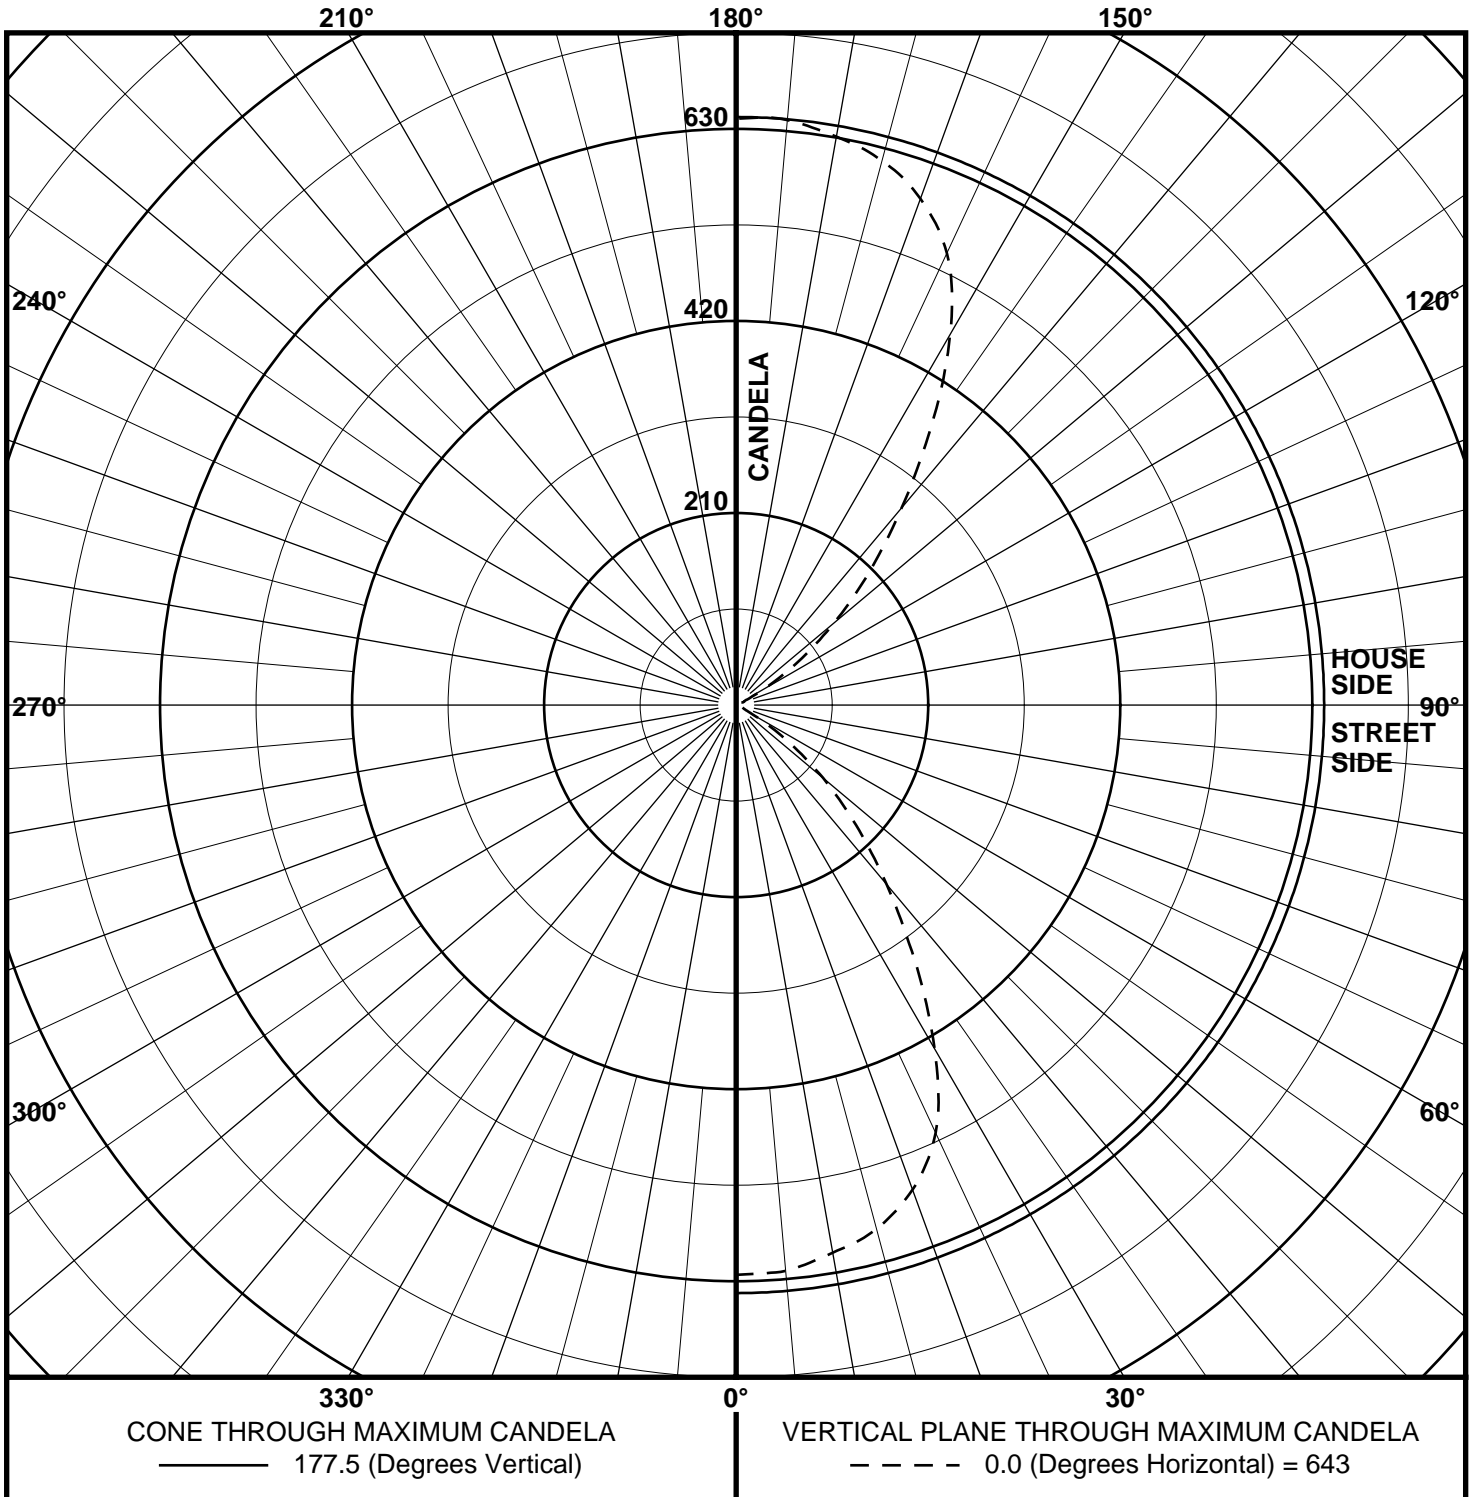 210°
180°
150°
630
240°
120°
420
CANDELA
210
HOUSE
SIDE
270°
90°
STREET
SIDE
300°
60°
330°
0°
30°
CONE THROUGH MAXIMUM CANDELA
177.5 (Degrees Vertical)
VERTICAL PLANE THROUGH MAXIMUM CANDELA
0.0 (Degrees Horizontal) = 643